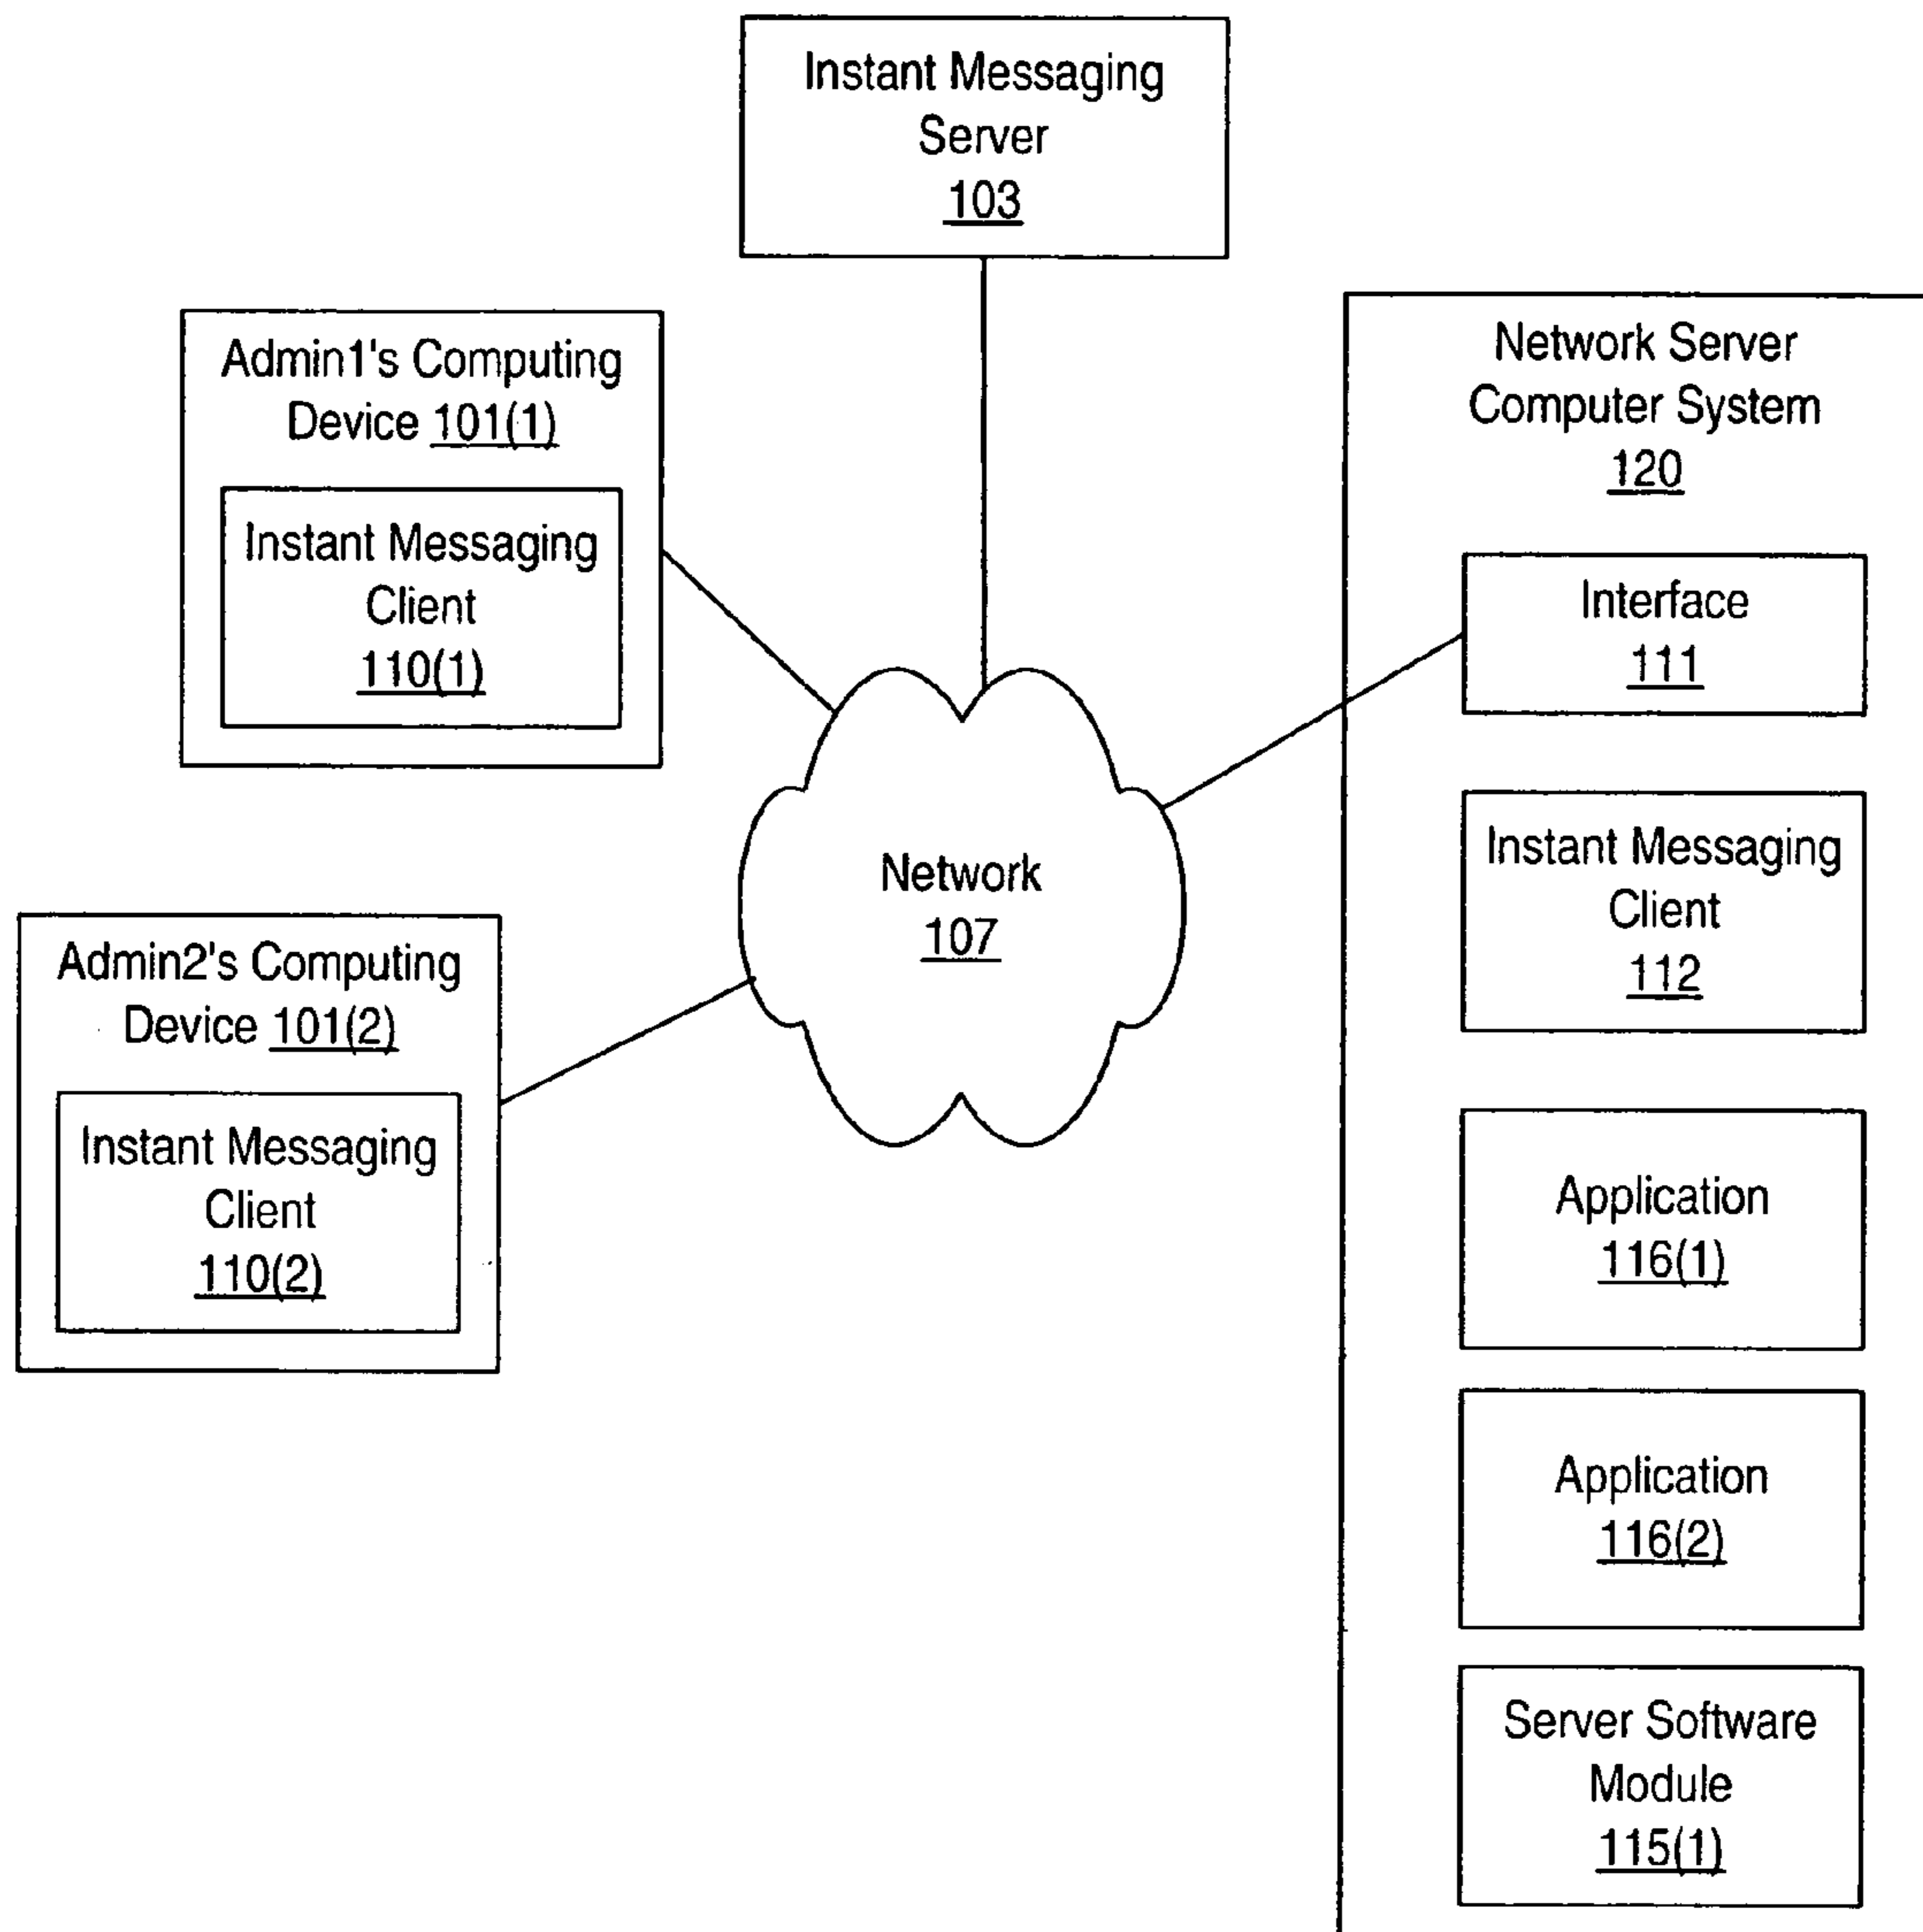 Instant Messaging
Server
103
Admin1's Computing
Device 101(1)
Instant Messaging
Client
110(1)
Network Server
Computer System
120
Interface
111
Network
107
Instant Messaging
Client
112
Admin2's Computing
Device 101(2)
Instant Messaging
Client
110(2)
Application
116(1)
Application
116(2)
Server Software
Module
115(1)